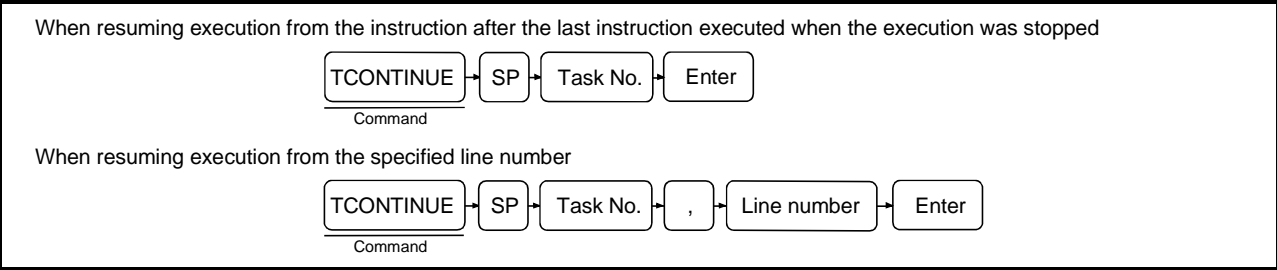 When resuming execution from the instruction after the last instruction executed when the execution was stopped
TCONTINUE SP Task No. Enter
Command
When resuming execution from the specified line number
TCONTINUE SP Task No. , Line number Enter
Command